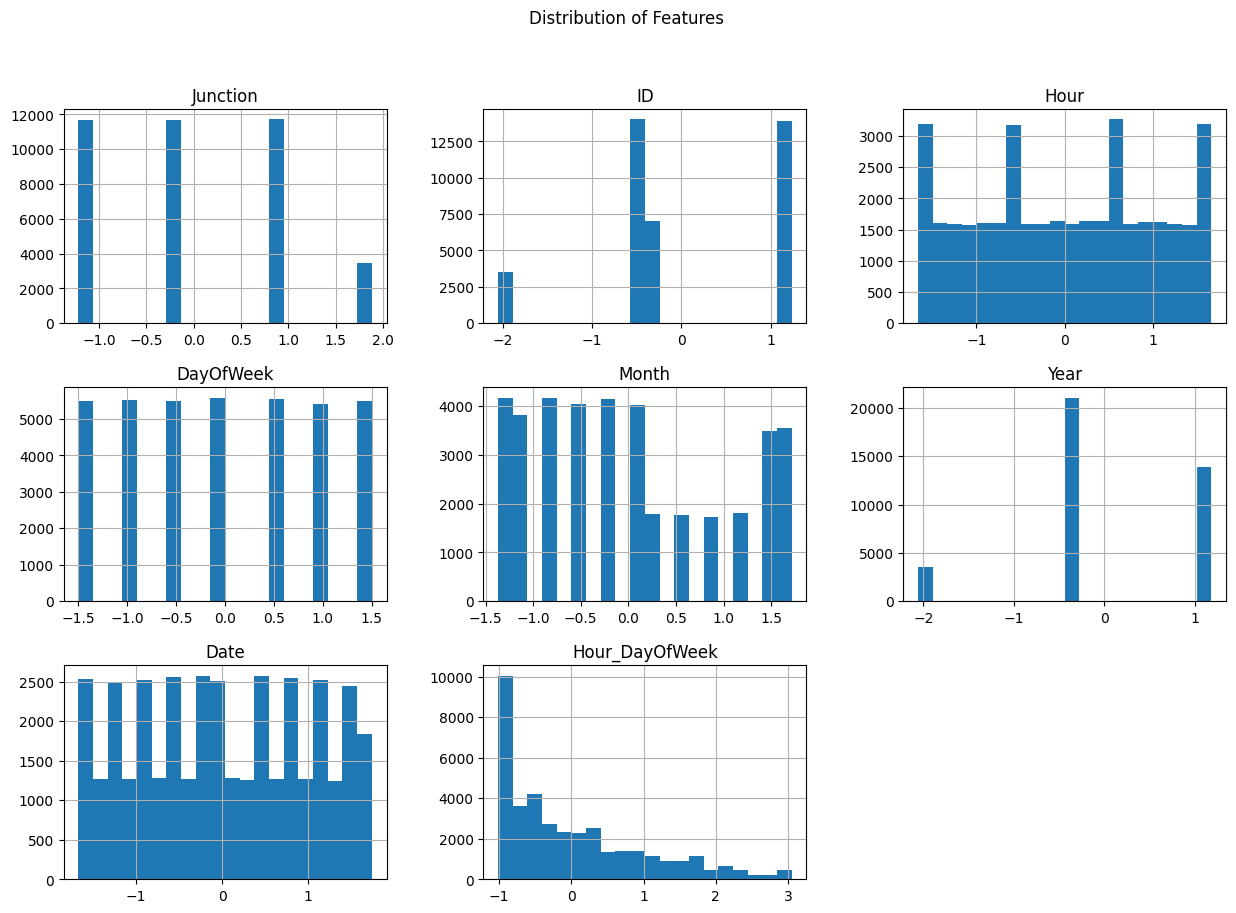 Distribution of Features
Junction
12000
10000
8000
6000
4000
2000
0
−1.0 −0.5 0.0 0.5 1.0 1.5 2.0
ID
12500
10000
7500
5000
2500
0
−2 −1 0 1
Hour
3000
2500
2000
1500
1000
500
0
−1 0 1
DayOfWeek
5000
4000
3000
2000
1000
0
−1.5 −1.0 −0.5 0.0 0.5 1.0 1.5
Month
4000
3000
2000
1000
0
−1.5 −1.0 −0.5 0.0 0.5 1.0 1.5
Year
20000
15000
10000
5000
0
−2 −1 0 1
Date
2500
2000
1500
1000
500
0
−1 0 1
Hour_DayOfWeek
10000
8000
6000
4000
2000
0
−1 0 1 2 3